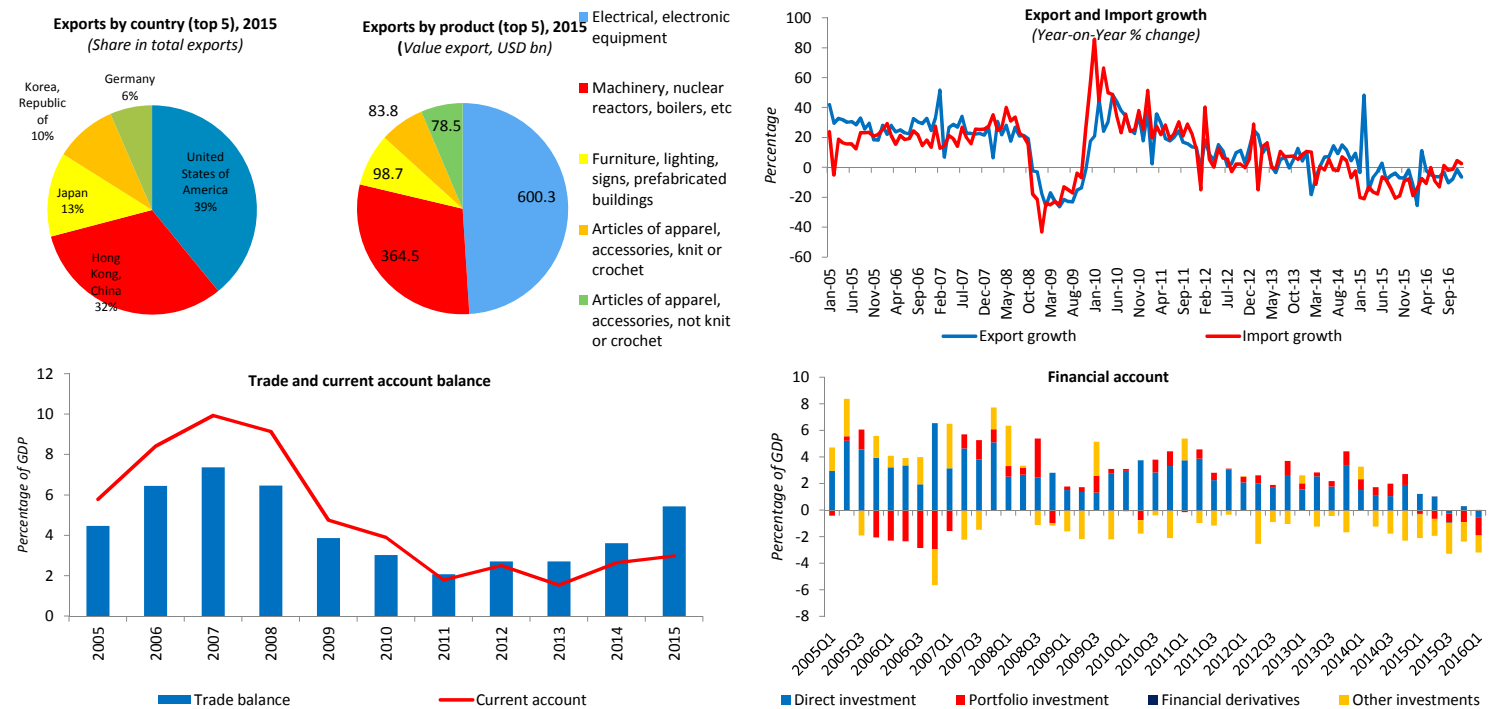 Exports by country (top 5), 2015
(Share in total exports)
Germany
6%
Korea,
Republic
of
10%
Japan
13%
United
States of
America
39%
Hong
Kong,
China
32%
Exports by product (top 5), 2015
(Value export, USD bn)
83.8
78.5
98.7
600.3
364.5
Electrical, electronic
equipment
Machinery, nuclear
reactors, boilers, etc
Furniture, lighting,
signs, prefabricated
buildings
Articles of apparel,
accessories, knit or
crochet
Articles of apparel,
accessories, not knit
or crochet
Export and Import growth
(Year-on-Year % change)
Percentage
100
80
60
40
20
0
-20
-40
-60
Jan-05
Jun-05
Nov-05
Apr-06
Sep-06
Feb-07
Jul-07
Dec-07
May-08
Oct-08
Mar-09
Aug-09
Jan-10
Jun-10
Nov-10
Apr-11
Sep-11
Feb-12
Jul-12
Dec-12
May-13
Oct-13
Mar-14
Aug-14
Jan-15
Jun-15
Nov-15
Apr-16
Sep-16
Export growth
Import growth
Trade and current account balance
Percentage of GDP
12
10
8
6
4
2
0
2005
2006
2007
2008
2009
2010
2011
2012
2013
2014
2015
Trade balance
Current account
Financial account
Percentage of GDP
10
8
6
4
2
0
-2
-4
-6
-8
2005Q1
2005Q3
2006Q1
2006Q3
2007Q1
2007Q3
2008Q1
2008Q3
2009Q1
2009Q3
2010Q1
2010Q3
2011Q1
2011Q3
2012Q1
2012Q3
2013Q1
2013Q3
2014Q1
2014Q3
2015Q1
2015Q3
2016Q1
Direct investment
Portfolio investment
Financial derivatives
Other investments